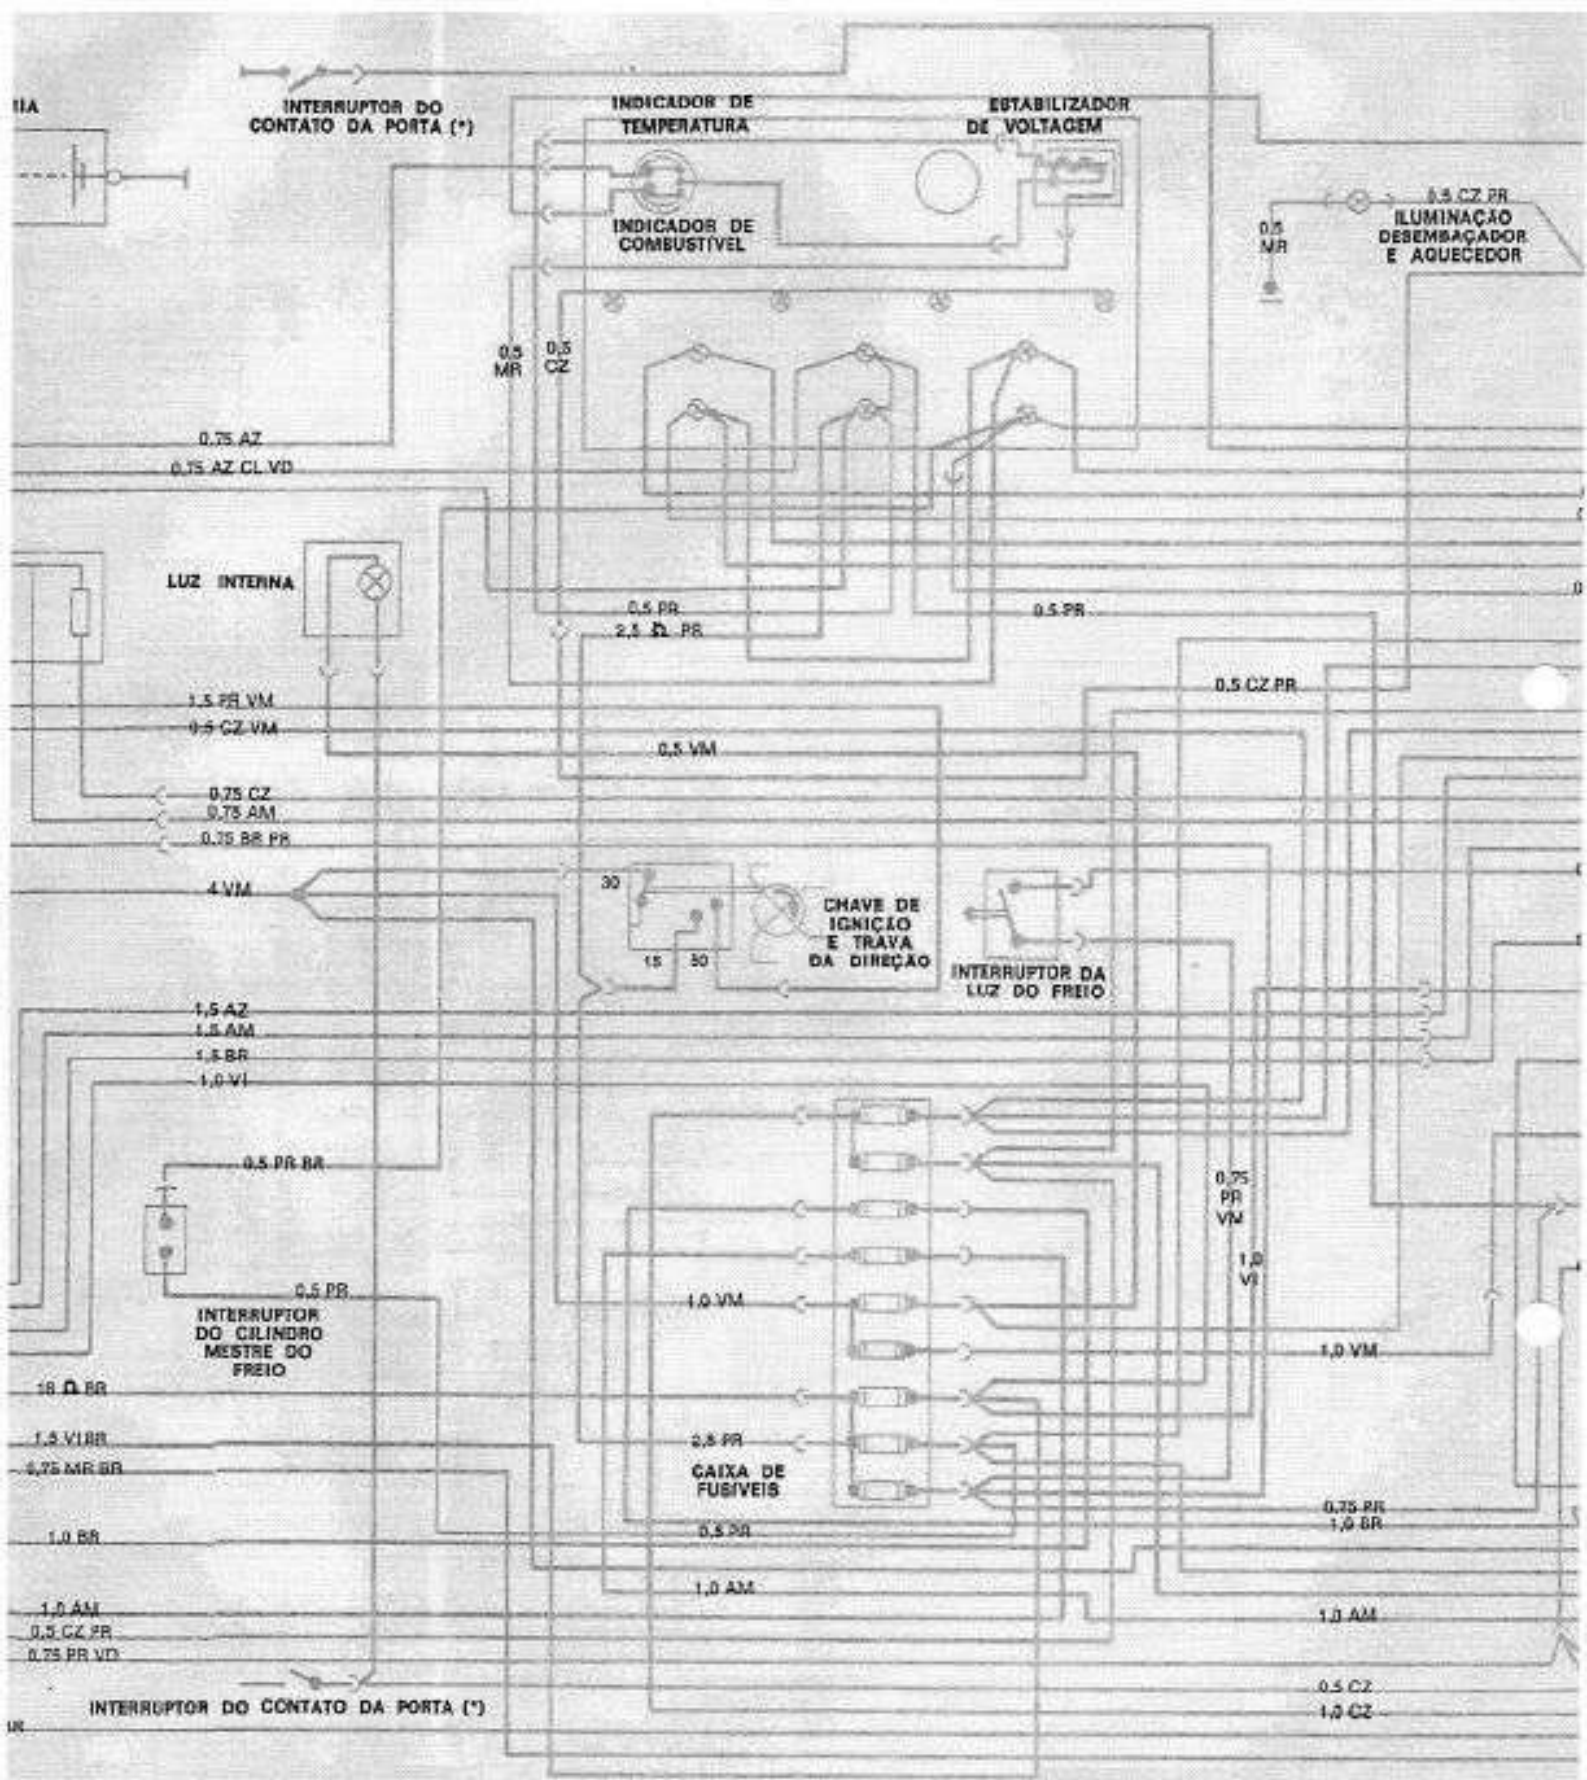 INTERRUPTOR DO
CONTATO DA PORTA (*)
INDICADOR DE
TEMPERATURA
ESTABILIZADOR
DE VOLTAGEM
INDICADOR DE
COMBUSTÍVEL
0,5 CZ PR
ILUMINAÇÃO
DESEMBAÇADOR
E AQUECEDOR
0,5
MR
0,5
MR
0,5
CZ
0,75 AZ
0,75 AZ CL VD
LUZ INTERNA
0,5 PR
2,5 Ω PR
0,5 PR
1,5 PR VM
0,5 CZ VM
0,5 CZ PR
0,5 VM
0,75 CZ
0,75 AM
0,75 BR PR
4 VM
30
15
50
CHAVE DE
IGNIÇÃO
E TRAVA
DA DIREÇÃO
INTERRUPTOR DA
LUZ DO FREIO
1,5 AZ
1,5 AM
1,5 BR
1,0 VI
0,5 PR BR
0,75
PR
VM
1,0
VI
0,5 PR
INTERRUPTOR
DO CILINDRO
MESTRE DO
FREIO
1,0 VM
1,0 VM
Ω BR
1,5 VI BR
0,75 MR BR
2,5 PR
CAIXA DE
FUSIVEIS
0,75 PR
1,0 BR
1,0 BR
0,5 PR
1,0 AM
1,0 AM
1,0 AM
0,5 CZ PR
0,75 PR VD
0,5 CZ
1,0 CZ
INTERRUPTOR DO CONTATO DA PORTA (*)